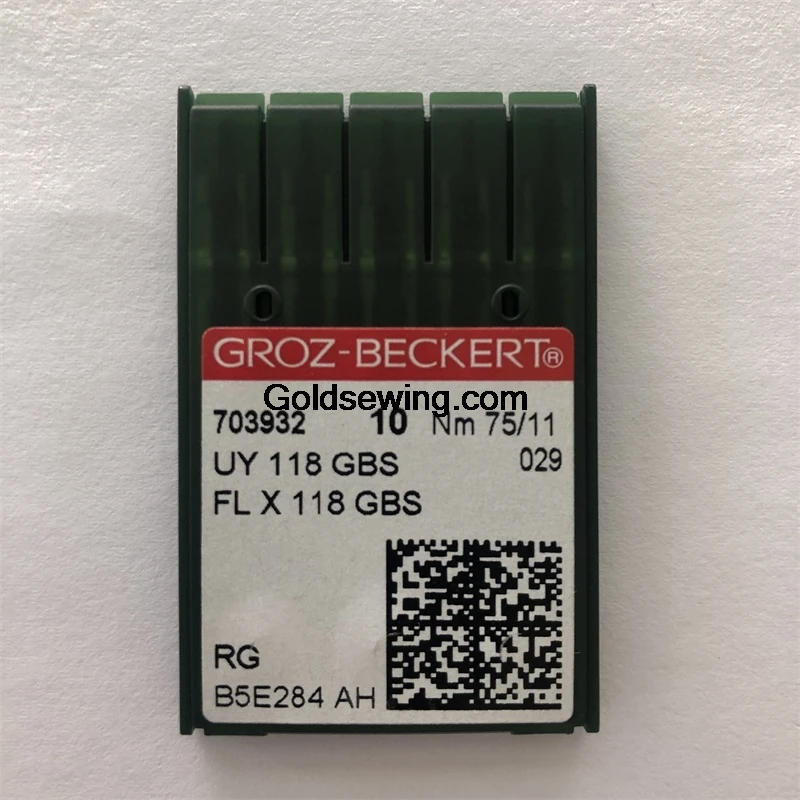 GROZ-BECKERT®
Goldsewing.com
703932 10 Nm 75/11
UY 118 GBS 029
FL X 118 GBS
RG
B5E284 AH